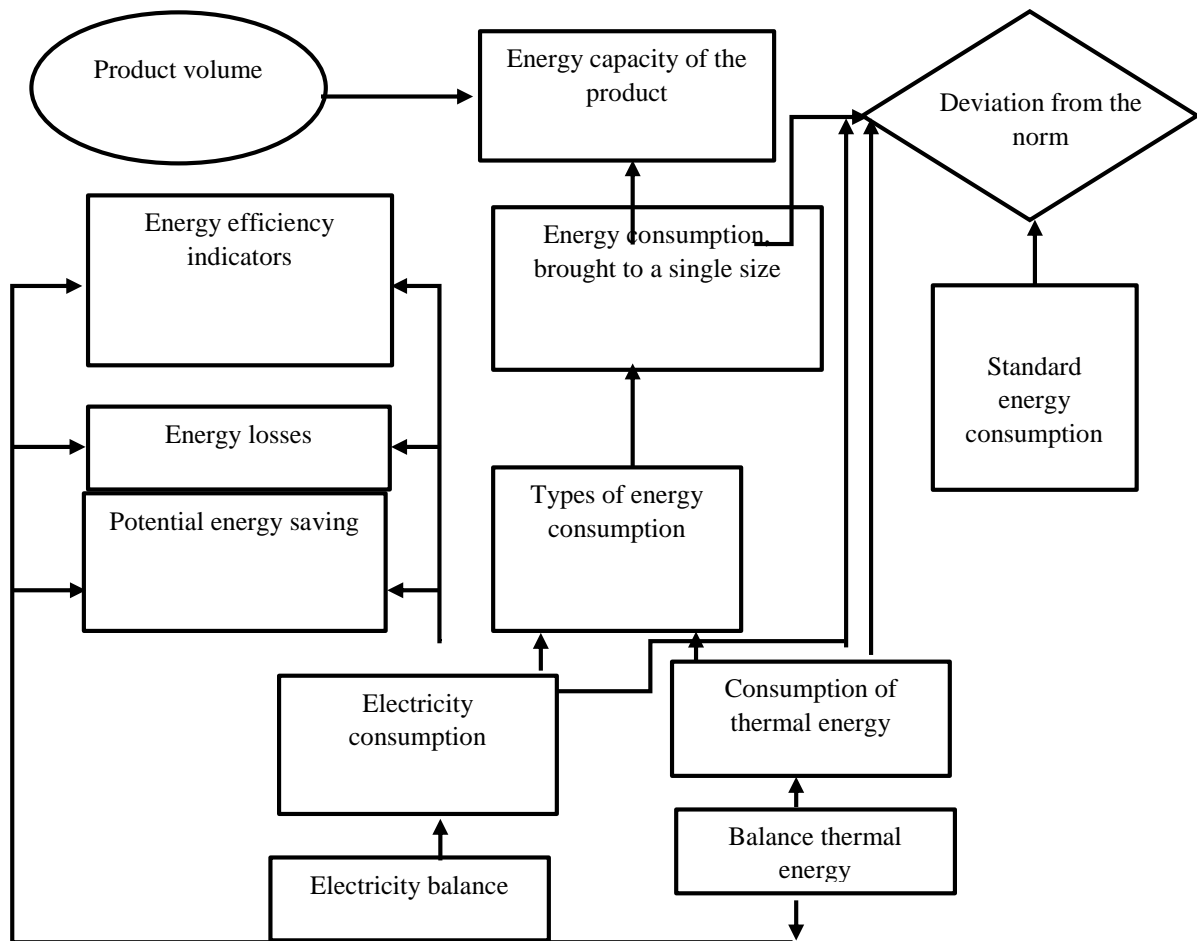 Product volume
Energy capacity of the
product
Deviation from the
norm
Energy efficiency
indicators
Energy consumption,
brought to a single size
Standard
energy
consumption
Energy losses
Potential energy saving
Types of energy
consumption
Electricity
consumption
Consumption of
thermal energy
Balance thermal
energy
Electricity balance